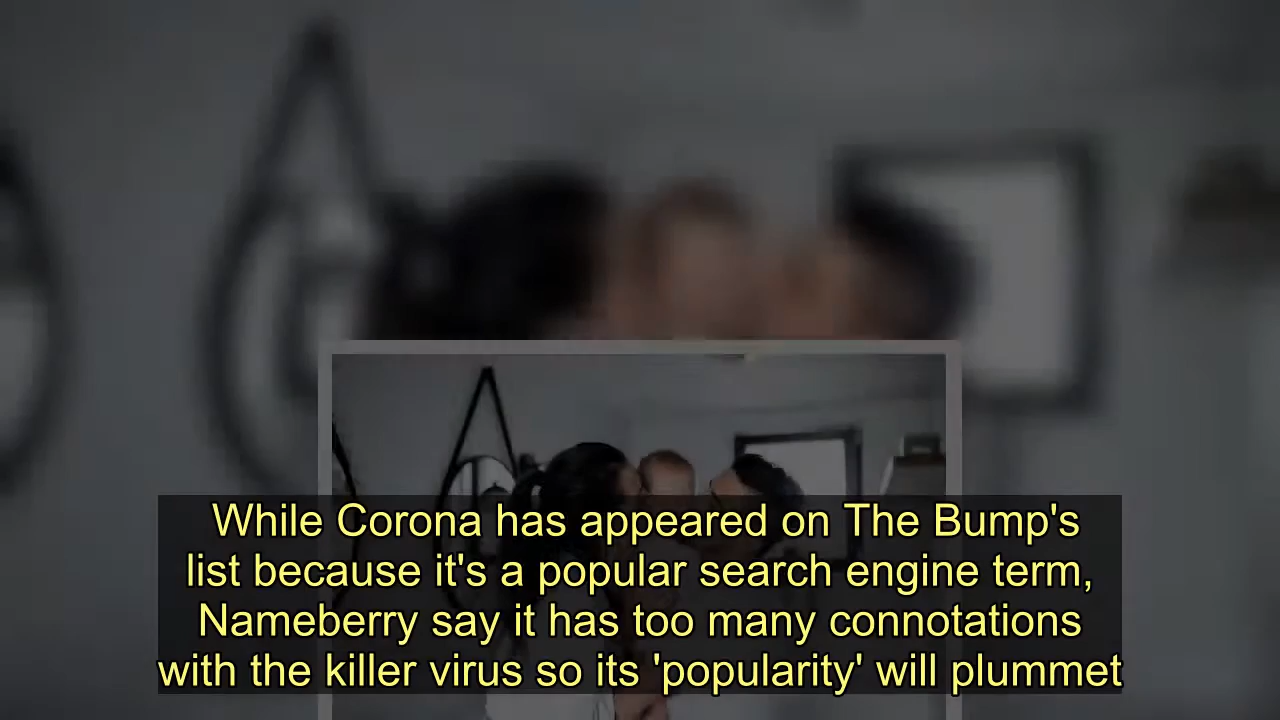 While Corona has appeared on The Bump's
list because it's a popular search engine term,
Nameberry say it has too many connotations
with the killer virus so its 'popularity' will plummet